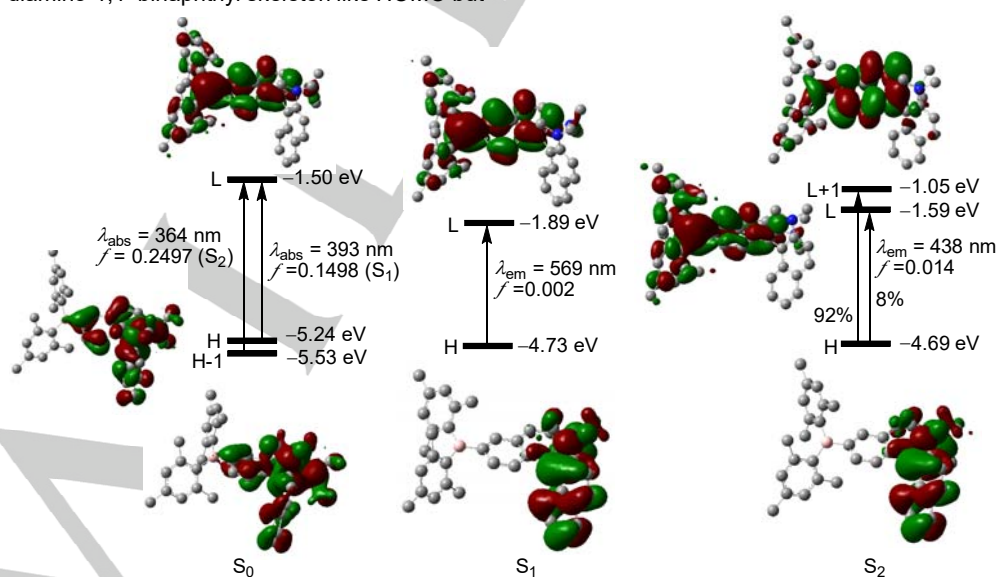 L
−1.50 eV
λabs = 364 nm
f = 0.2497 (S2)
λabs = 393 nm
f =0.1498 (S1)
H
−5.24 eV
H-1
−5.53 eV
S0
L
−1.89 eV
λem = 569 nm
f =0.002
H
−4.73 eV
S1
L+1
−1.05 eV
L
−1.59 eV
λem = 438 nm
f =0.014
92%
8%
H
−4.69 eV
S2